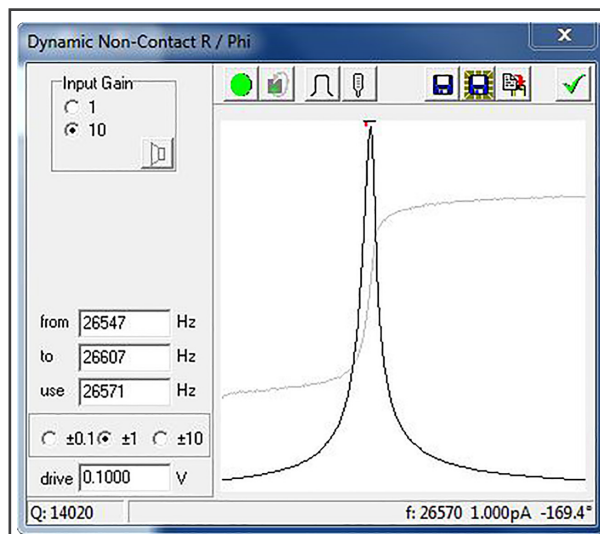 Dynamic Non-Contact R / Phi
X
Input Gain
1
10
from 26547 Hz
to 26607 Hz
use 26571 Hz
±0.1 ±1 ±10
drive 0.1000 V
Q: 14020 f: 26570 1.000pA -169.4°